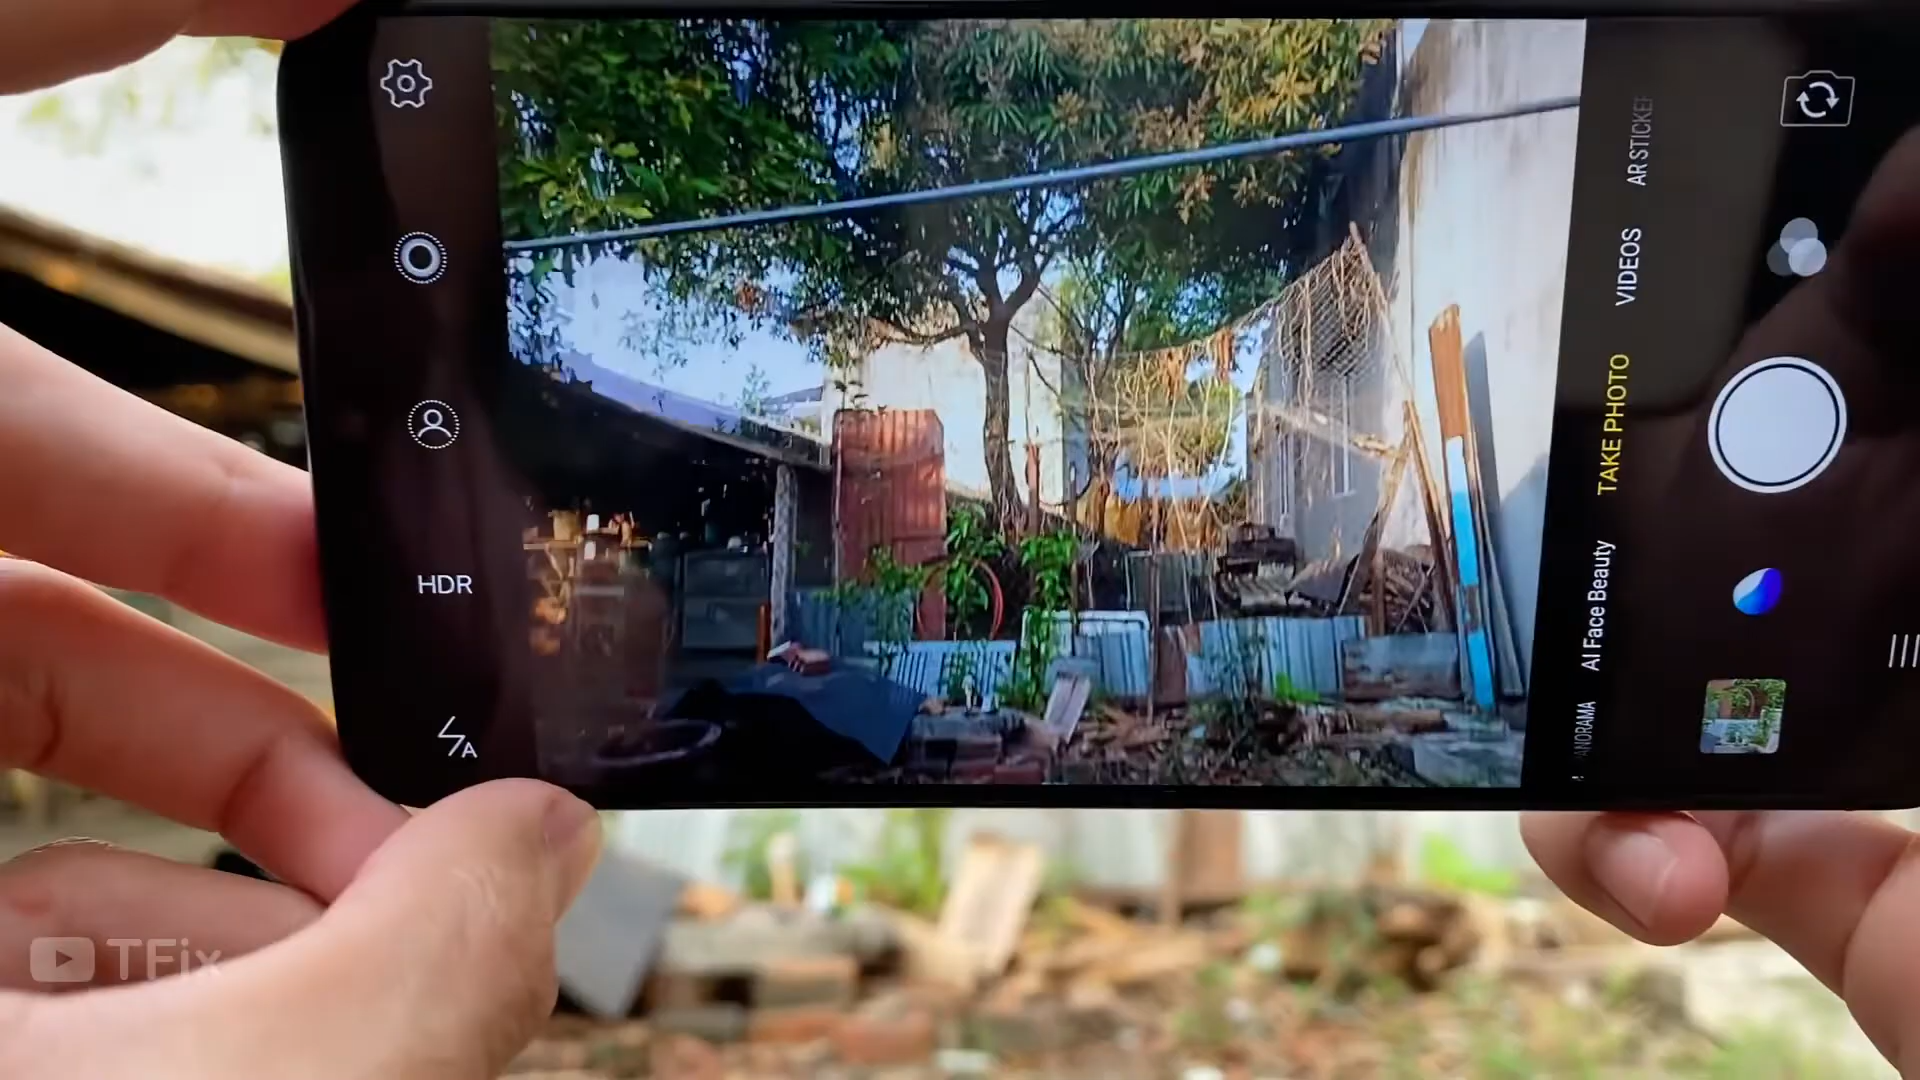 HDR
A
AR STICKER
VIDEOS
TAKE PHOTO
AI Face Beauty
TFix